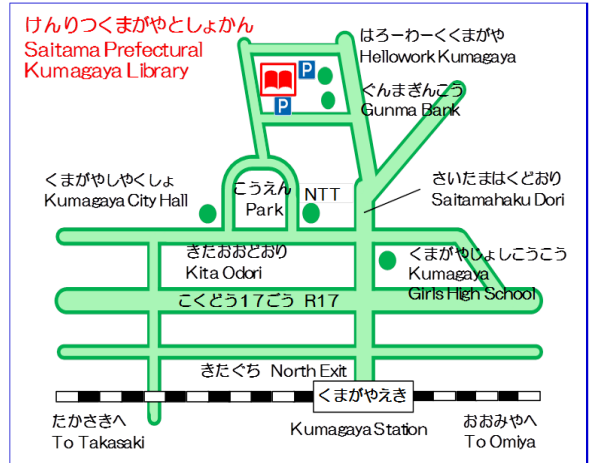 けんりつくまがやとしょかん
Saitama Prefectural
Kumagaya Library
はろーわーくくまがや
Hellowork Kumagaya
P
ぐんまぎんこう
Gunma Bank
P
くまがやしやくしょ
Kumagaya City Hall
こうえん
Park
NTT
さいたまはくどおり
Saitamahaku Dori
きたおおどおり
Kita Odori
くまがやじょしこうこう
Kumagaya
Girls High School
こくどう17ごう R17
きたぐち North Exit
くまがやえき
たかさきへ
To Takasaki
Kumagaya Station
おおみやへ
To Omiya